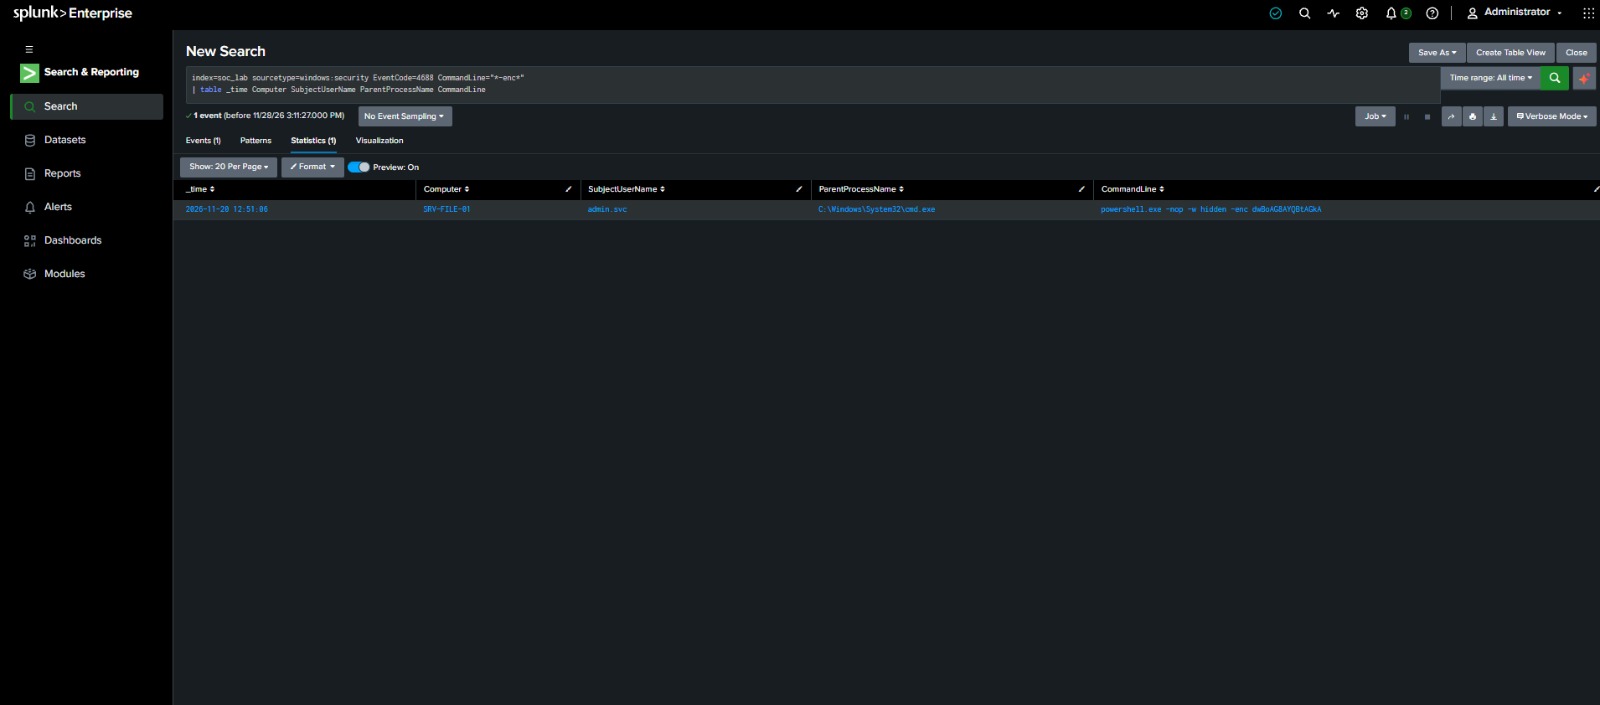 splunk>Enterprise
3
Administrator
Search & Reporting
Search
Datasets
Reports
Alerts
Dashboards
Modules
New Search
Save As
Create Table View
Close
index=soc_lab sourcetype=windows:security EventCode=4688 CommandLine="*-enc*"
| table _time Computer SubjectUserName ParentProcessName CommandLine
Time range: All time
✓ 1 event (before 11/28/26 3:11:27.000 PM)
No Event Sampling
Job
Verbose Mode
Events (1)
Patterns
Statistics (1)
Visualization
Show: 20 Per Page
Format
Preview: On
_time
Computer
SubjectUserName
ParentProcessName
CommandLine
2026-11-20 12:51:06
SRV-FILE-01
admin.svc
C:\Windows\System32\cmd.exe
powershell.exe -nop -w hidden -enc